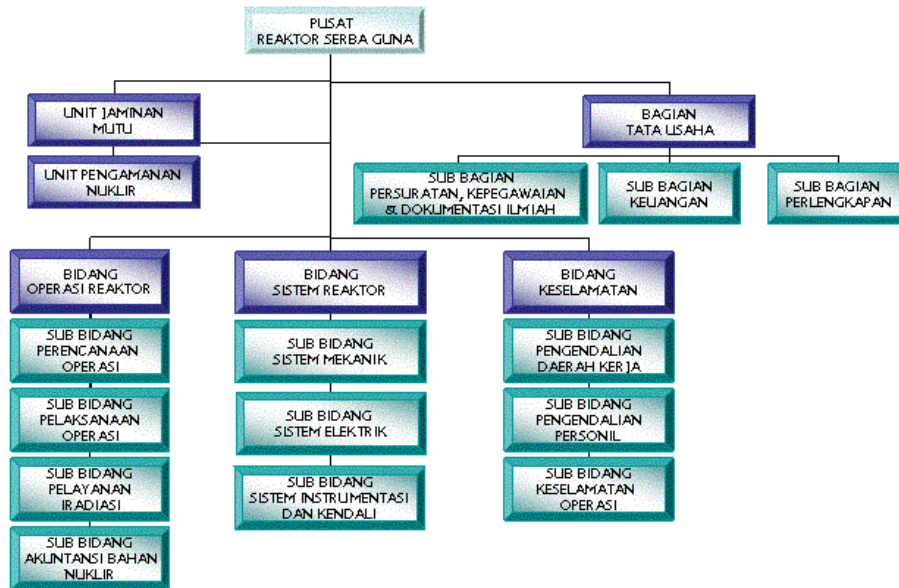 PUSAT
REAKTOR SERBA GUNA
UNIT JAMINAN
MUTU
BAGIAN
TATA USAHA
UNIT PENGAMANAN
NUKLIR
SUB BAGIAN
PERSURATAN, KEPEGAWAIAN
& DOKUMENTASI ILMIAH
SUB BAGIAN
KEUANGAN
SUB BAGIAN
PERLENGKAPAN
BIDANG
OPERASI REAKTOR
BIDANG
SISTEM REAKTOR
BIDANG
KESELAMATAN
SUB BIDANG
PERENCANAAN
OPERASI
SUB BIDANG
SISTEM MEKANIK
SUB BIDANG
PENGENDALIAN
DAERAH KERJA
SUB BIDANG
PELAKSANAAN
OPERASI
SUB BIDANG
SISTEM ELEKTRIK
SUB BIDANG
PENGENDALIAN
PERSONIL
SUB BIDANG
PELAYANAN
IRADIASI
SUB BIDANG
SISTEM INSTRUMENTASI
DAN KENDALI
SUB BIDANG
KESELAMATAN
OPERASI
SUB BIDANG
AKUNTANSI BAHAN
NUKLIR